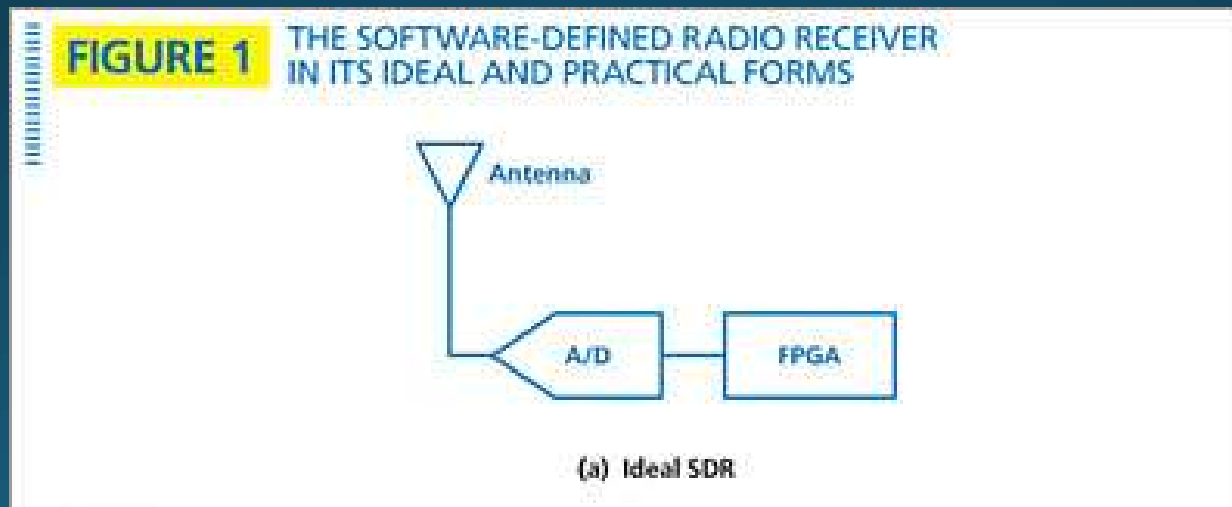 FIGURE 1
THE SOFTWARE-DEFINED RADIO RECEIVER
IN ITS IDEAL AND PRACTICAL FORMS
Antenna
A/D
FPGA
(a) Ideal SDR